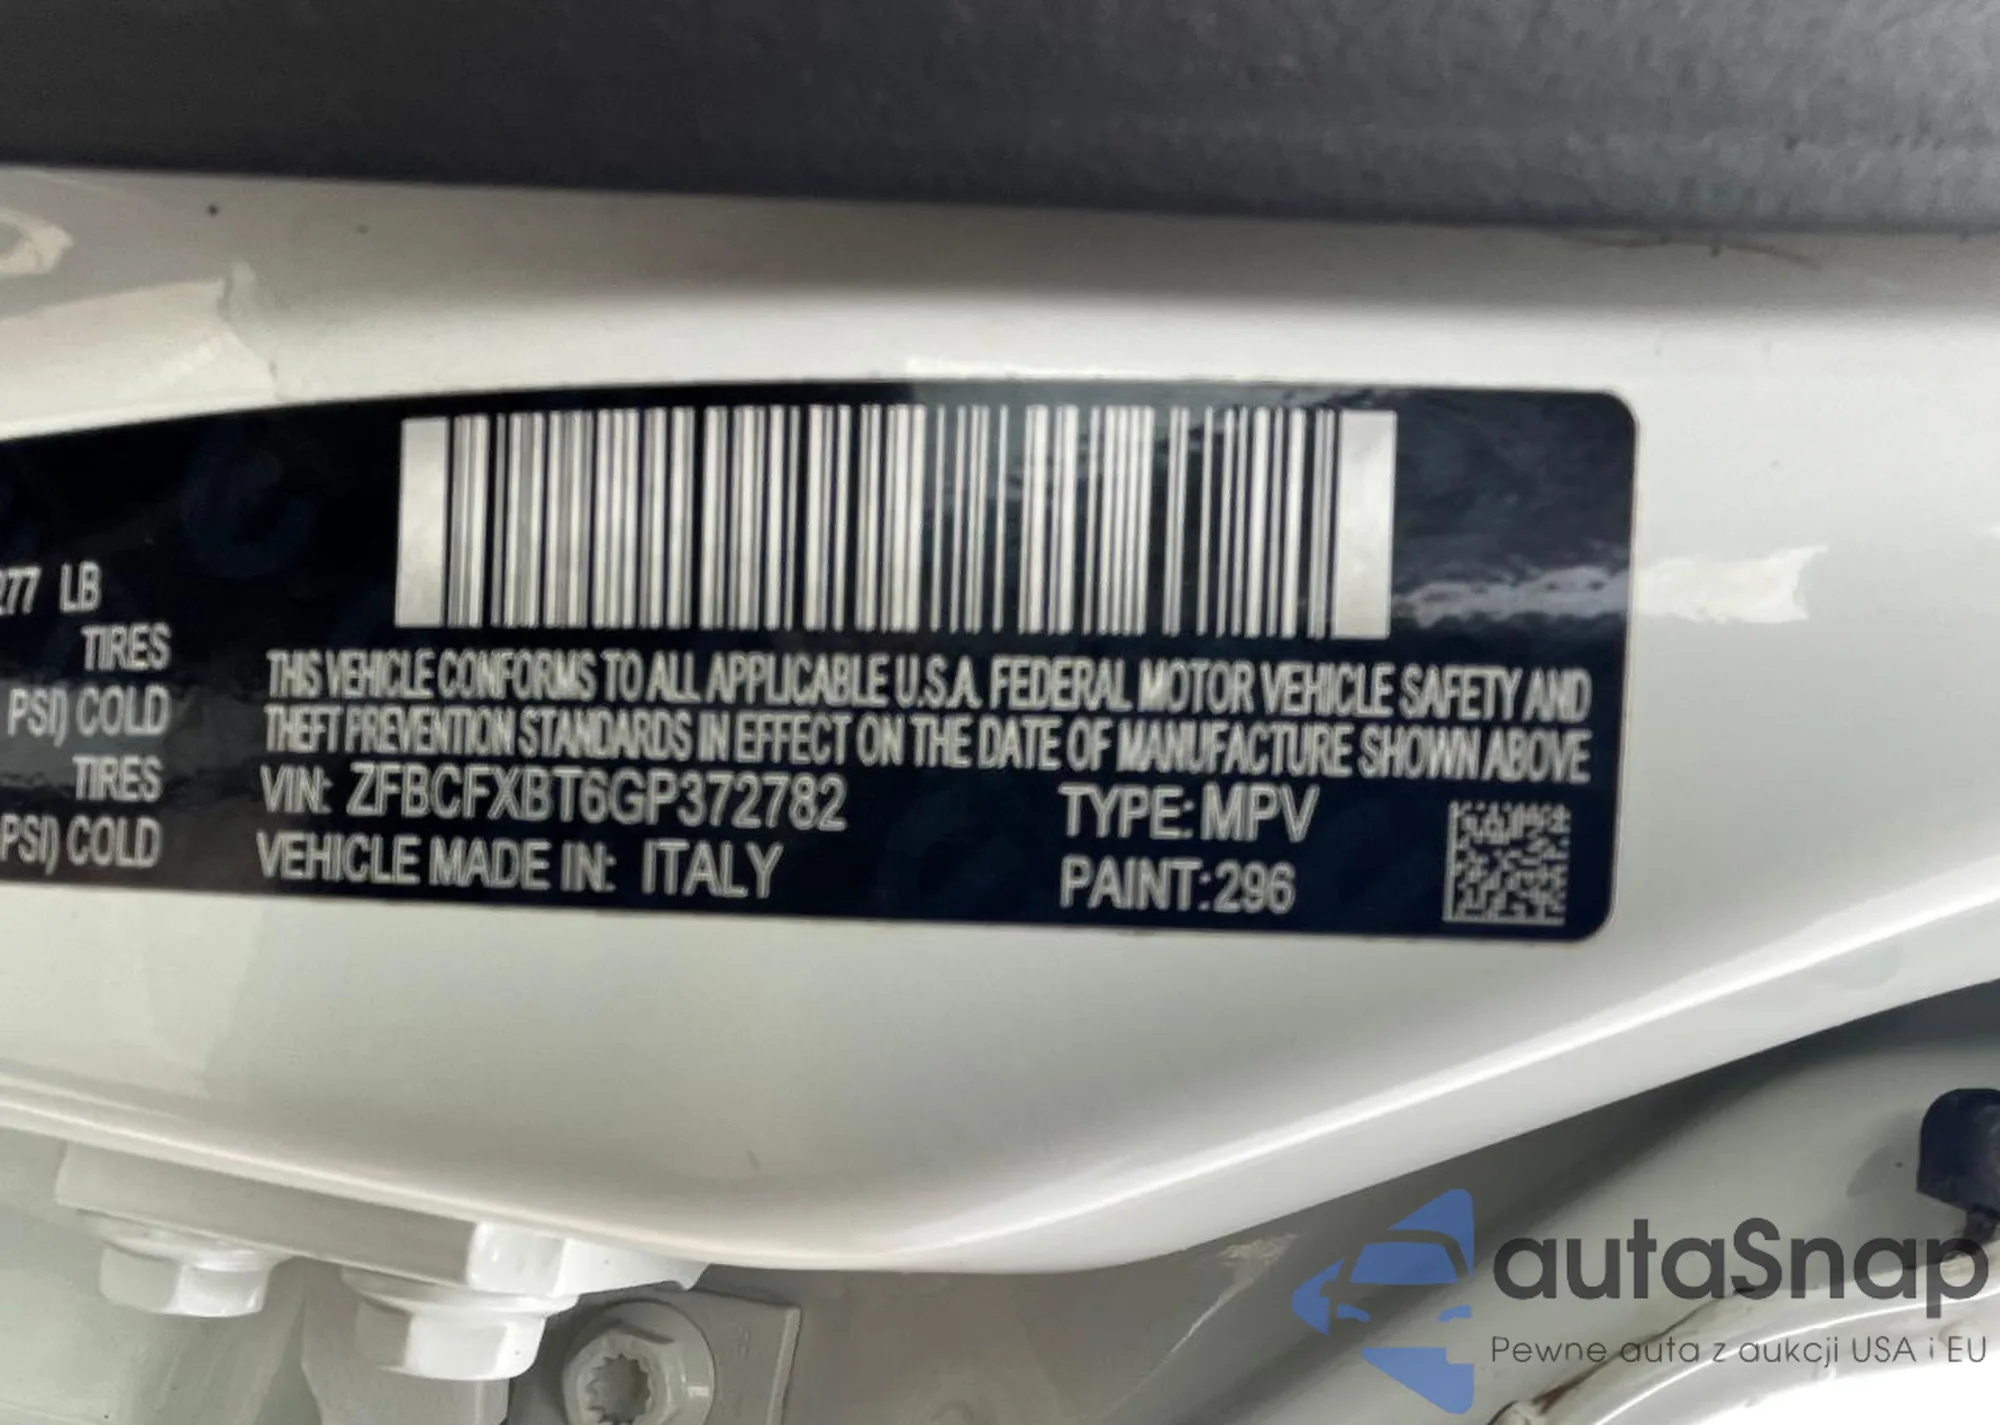 277 LB
TIRES
PSI) COLD
TIRES
PSI) COLD
THIS VEHICLE CONFORMS TO ALL APPLICABLE U.S.A. FEDERAL MOTOR VEHICLE SAFETY AND
THEFT PREVENTION STANDARDS IN EFFECT ON THE DATE OF MANUFACTURE SHOWN ABOVE
VIN: ZFBCFXBT6GP372782
TYPE: MPV
VEHICLE MADE IN: ITALY
PAINT: 296
autaSnap
Pewne auta z aukcji USA i EU